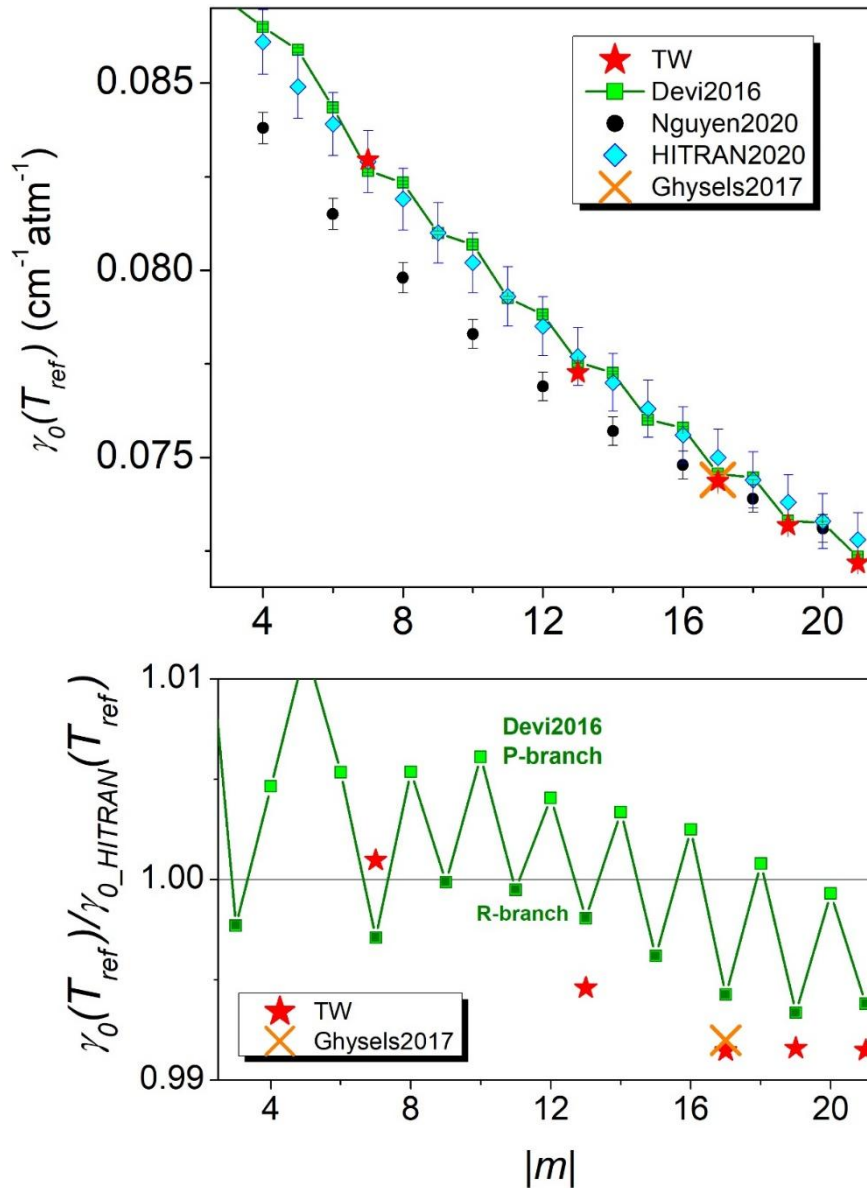 0.085
0.080
0.075
γ0(Tref) (cm-1atm-1)
TW
Devi2016
Nguyen2020
HITRAN2020
Ghysels2017
4 8 12 16 20
1.01
1.00
0.99
γ0(Tref)/γ0_HITRAN(Tref)
Devi2016
P-branch
R-branch
TW
Ghysels2017
4 8 12 16 20
|m|